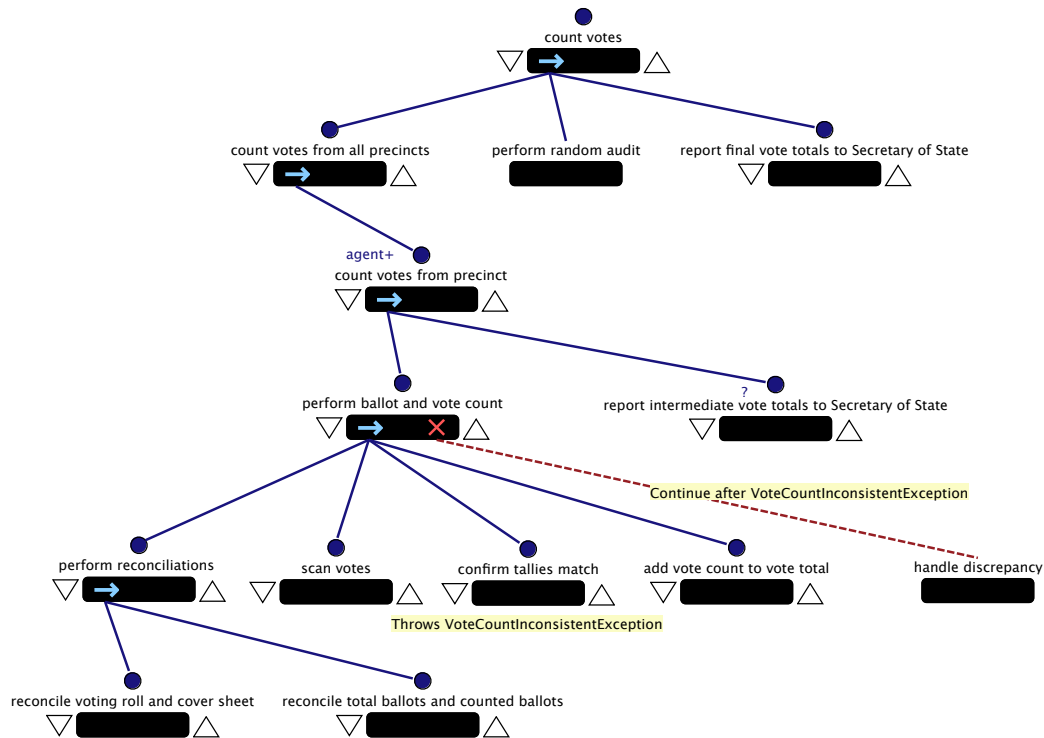 count votes
count votes from all precincts
perform random audit
report final vote totals to Secretary of State
agent+
count votes from precinct
perform ballot and vote count
?
report intermediate vote totals to Secretary of State
Continue after VoteCountInconsistentException
perform reconciliations
scan votes
confirm tallies match
add vote count to vote total
handle discrepancy
Throws VoteCountInconsistentException
reconcile voting roll and cover sheet
reconcile total ballots and counted ballots